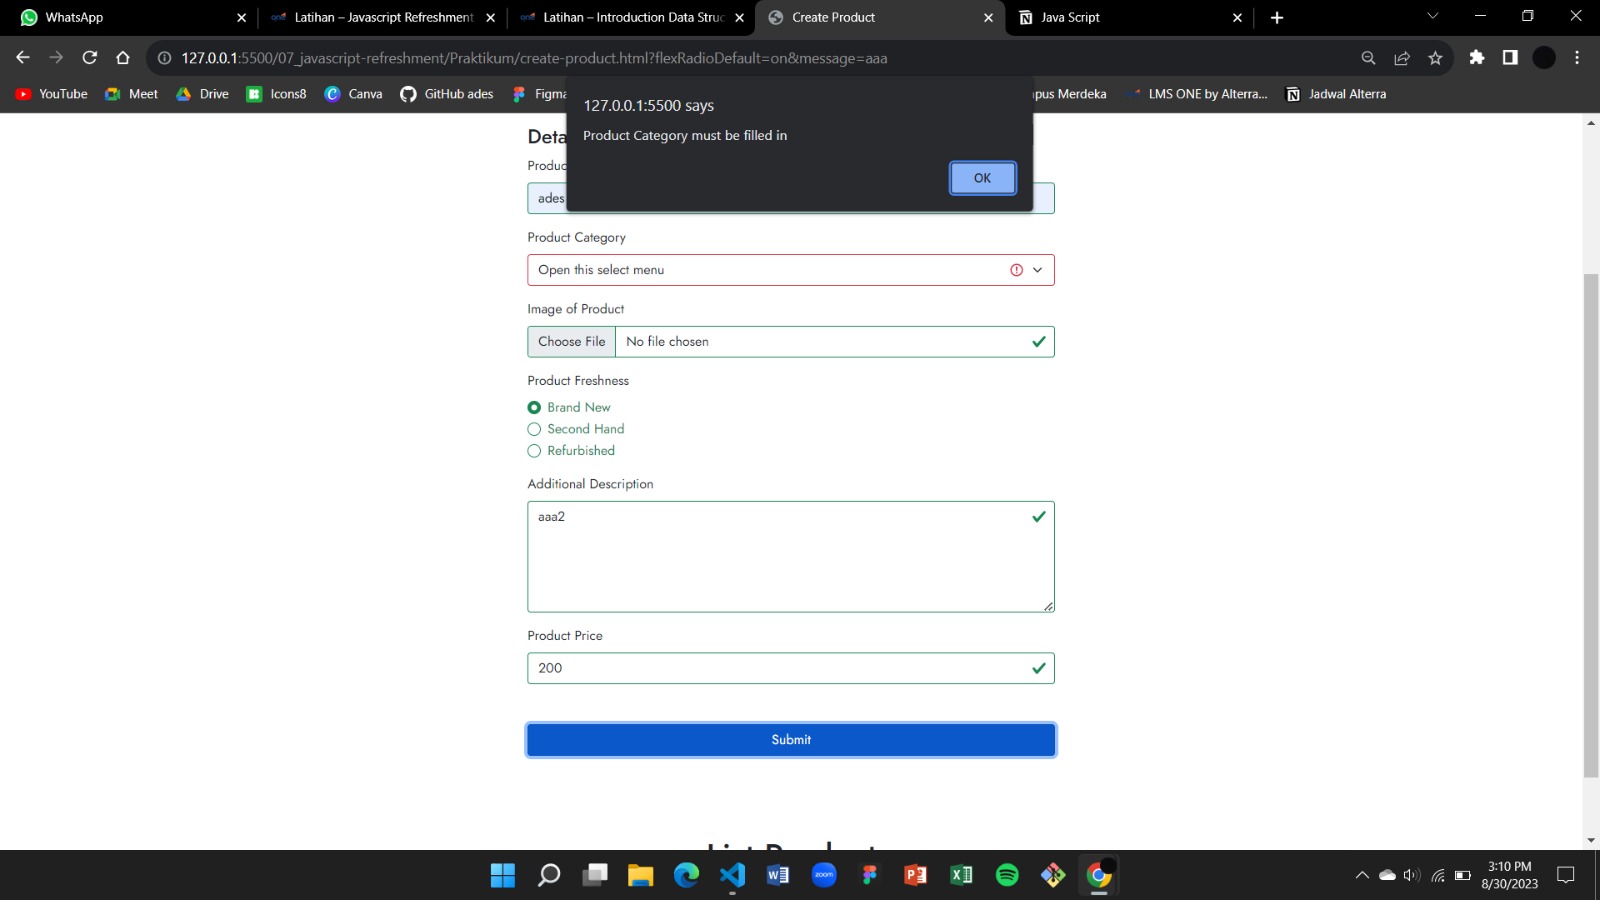 WhatsApp
Latihan – Javascript Refreshment
Latihan – Introduction Data Struc
Create Product
Java Script
127.0.0.1:5500/07_javascript-refreshment/Praktikum/create-product.html?flexRadioDefault=on&message=aaa
YouTube
Meet
Drive
Icons8
Canva
GitHub ades
Figma
pus Merdeka
LMS ONE by Alterra...
Jadwal Alterra
127.0.0.1:5500 says
Product Category must be filled in
OK
Deta
Produc
ades
Product Category
Open this select menu
Image of Product
Choose File
No file chosen
Product Freshness
Brand New
Second Hand
Refurbished
Additional Description
aaa2
Product Price
200
Submit
List Product
zoom
3:10 PM
8/30/2023